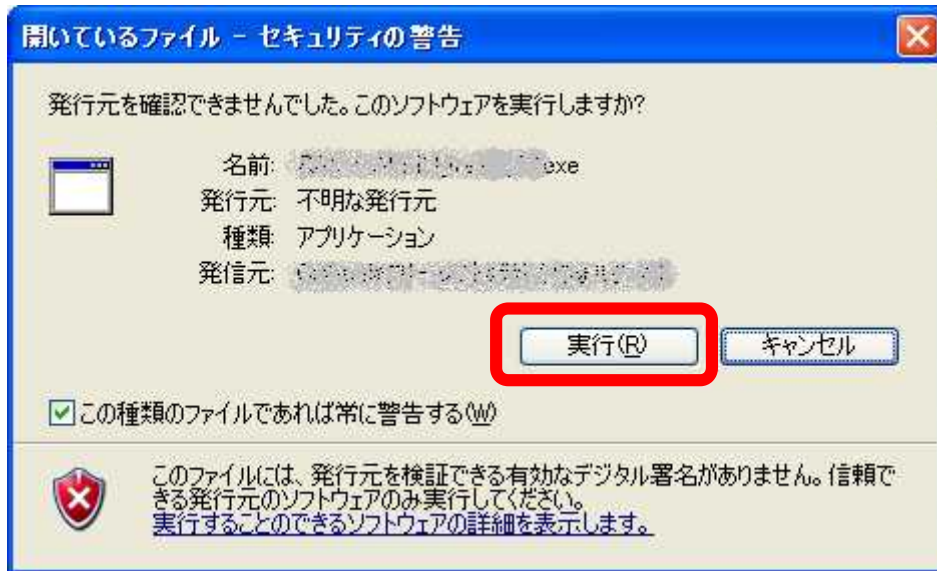 開いているファイル - セキュリティの警告
発行元を確認できませんでした。このソフトウェアを実行しますか?
名前: exe
発行元: 不明な発行元
種類: アプリケーション
発信元:
実行(R) キャンセル
この種類のファイルであれば常に警告する(W)
このファイルには、発行元を検証できる有効なデジタル署名がありません。信頼で
きる発行元のソフトウェアのみ実行してください。
実行することのできるソフトウェアの詳細を表示します。